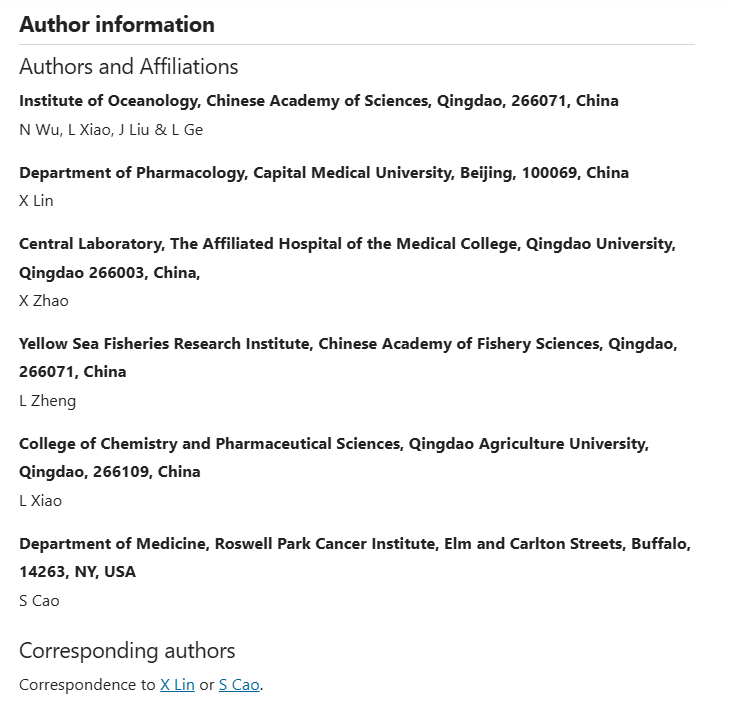 Author information
Authors and Affiliations
Institute of Oceanology, Chinese Academy of Sciences, Qingdao, 266071, China
N Wu, L Xiao, J Liu & L Ge
Department of Pharmacology, Capital Medical University, Beijing, 100069, China
X Lin
Central Laboratory, The Affiliated Hospital of the Medical College, Qingdao University,
Qingdao 266003, China,
X Zhao
Yellow Sea Fisheries Research Institute, Chinese Academy of Fishery Sciences, Qingdao,
266071, China
L Zheng
College of Chemistry and Pharmaceutical Sciences, Qingdao Agriculture University,
Qingdao, 266109, China
L Xiao
Department of Medicine, Roswell Park Cancer Institute, Elm and Carlton Streets, Buffalo,
14263, NY, USA
S Cao
Corresponding authors
Correspondence to X Lin or S Cao.